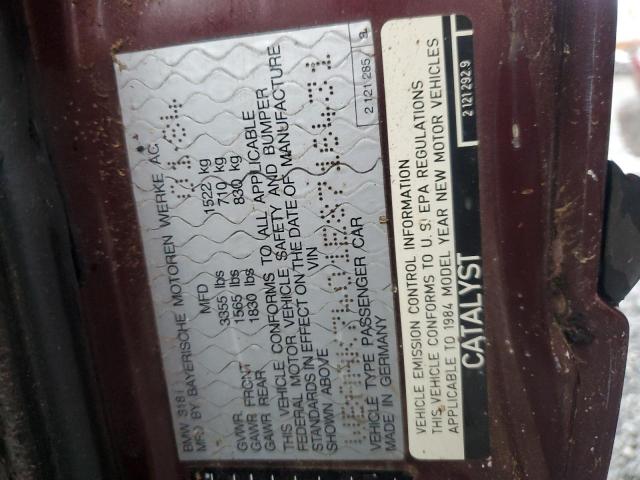 BMW 318i
MFD BY BAYERISCHE MOTOREN WERKE AG
MFD
GVWR 3355 lbs 1522 kg
GAWR FRONT 1565 lbs 710 kg
GAWR REAR 1830 lbs 830 kg
THIS VEHICLE CONFORMS TO ALL APPLICABLE
FEDERAL MOTOR VEHICLE SAFETY AND BUMPER
STANDARDS IN EFFECT ON THE DATE OF MANUFACTURE
SHOWN ABOVE VIN
VEHICLE TYPE PASSENGER CAR
MADE IN GERMANY
2 121 285
VEHICLE EMISSION CONTROL INFORMATION
THIS VEHICLE CONFORMS TO U.S. EPA REGULATIONS
APPLICABLE TO 1984 MODEL YEAR NEW MOTOR VEHICLES
CATALYST
2 121 292.9